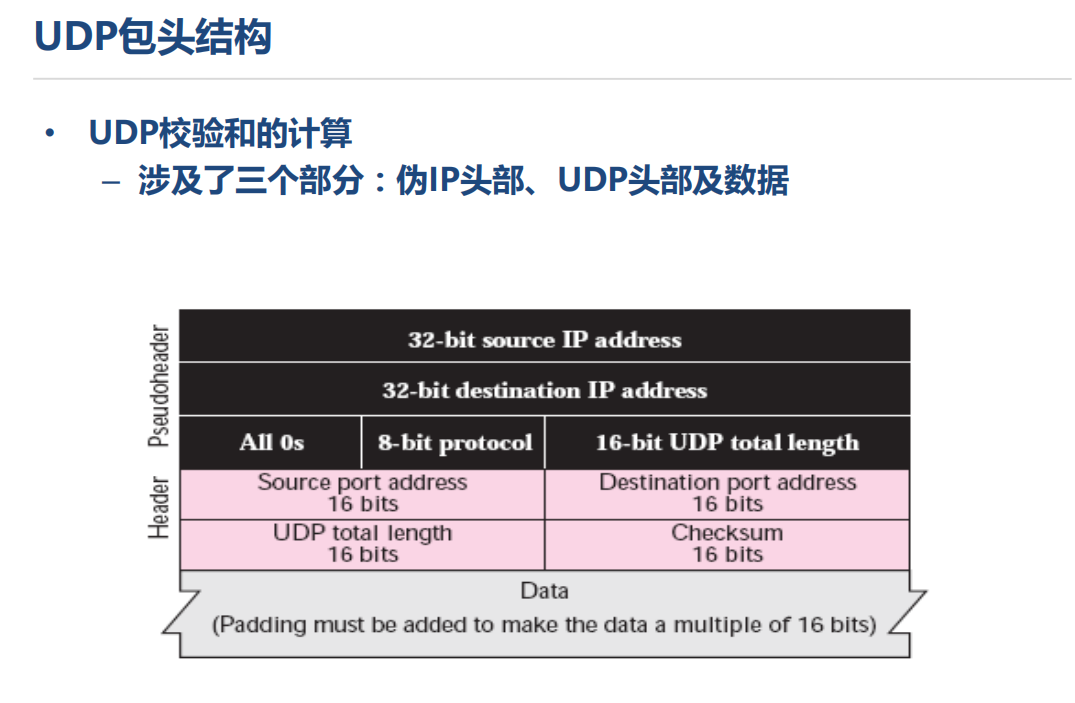 UDP包头结构
• UDP校验和的计算
– 涉及了三个部分：伪IP头部、UDP头部及数据
Pseudoheader
32-bit source IP address
32-bit destination IP address
All 0s 8-bit protocol 16-bit UDP total length
Header
Source port address Destination port address
16 bits 16 bits
UDP total length Checksum
16 bits 16 bits
Data
(Padding must be added to make the data a multiple of 16 bits)